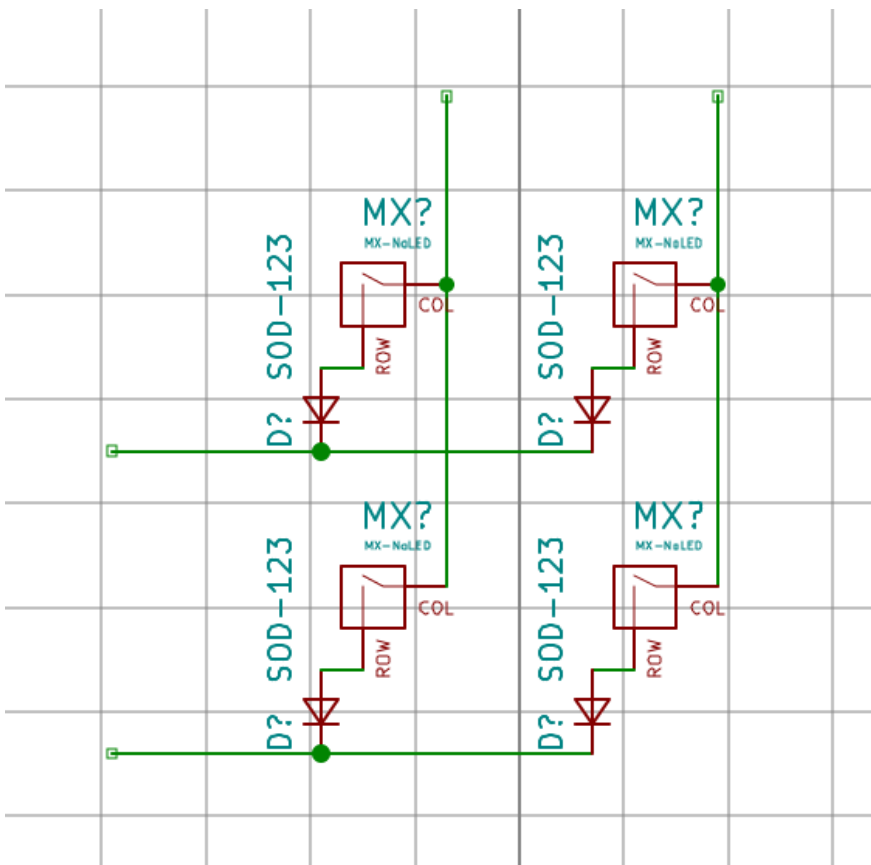 MX?
MX-NoLED
SOD-123
COL
ROW
D?
MX?
MX-NoLED
SOD-123
COL
ROW
D?
MX?
MX-NoLED
SOD-123
COL
ROW
D?
MX?
MX-NoLED
SOD-123
COL
ROW
D?